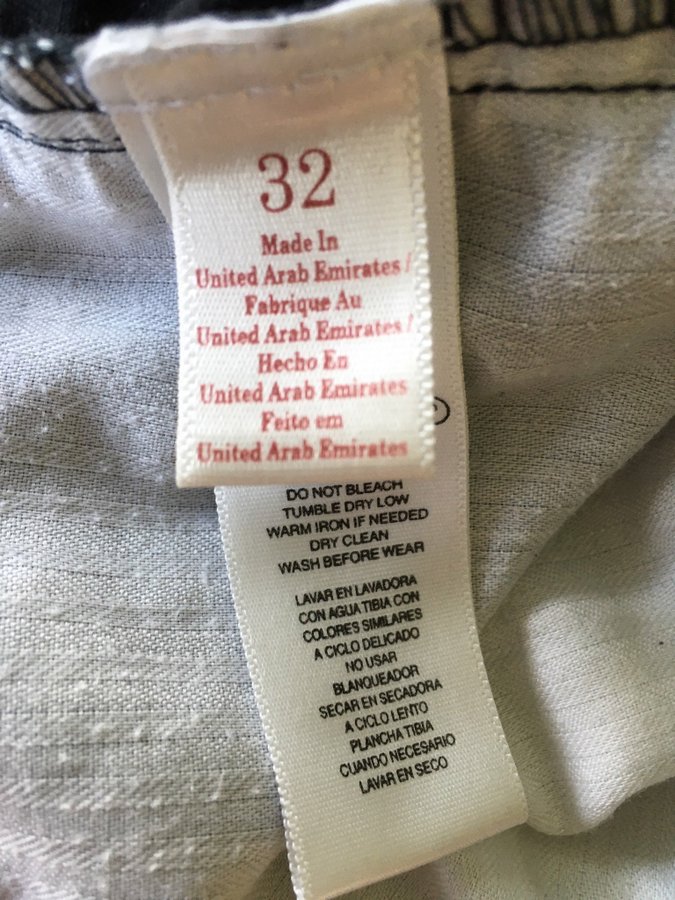 32
Made In
United Arab Emirates /
Fabrique Au
United Arab Emirates /
Hecho En
United Arab Emirates
Feito em
United Arab Emirates
DO NOT BLEACH
TUMBLE DRY LOW
WARM IRON IF NEEDED
DRY CLEAN
WASH BEFORE WEAR
LAVAR EN LAVADORA
CON AGUA TIBIA CON
COLORES SIMILARES
A CICLO DELICADO
NO USAR
BLANQUEADOR
SECAR EN SECADORA
A CICLO LENTO
PLANCHA TIBIA
CUANDO NECESARIO
LAVAR EN SECO